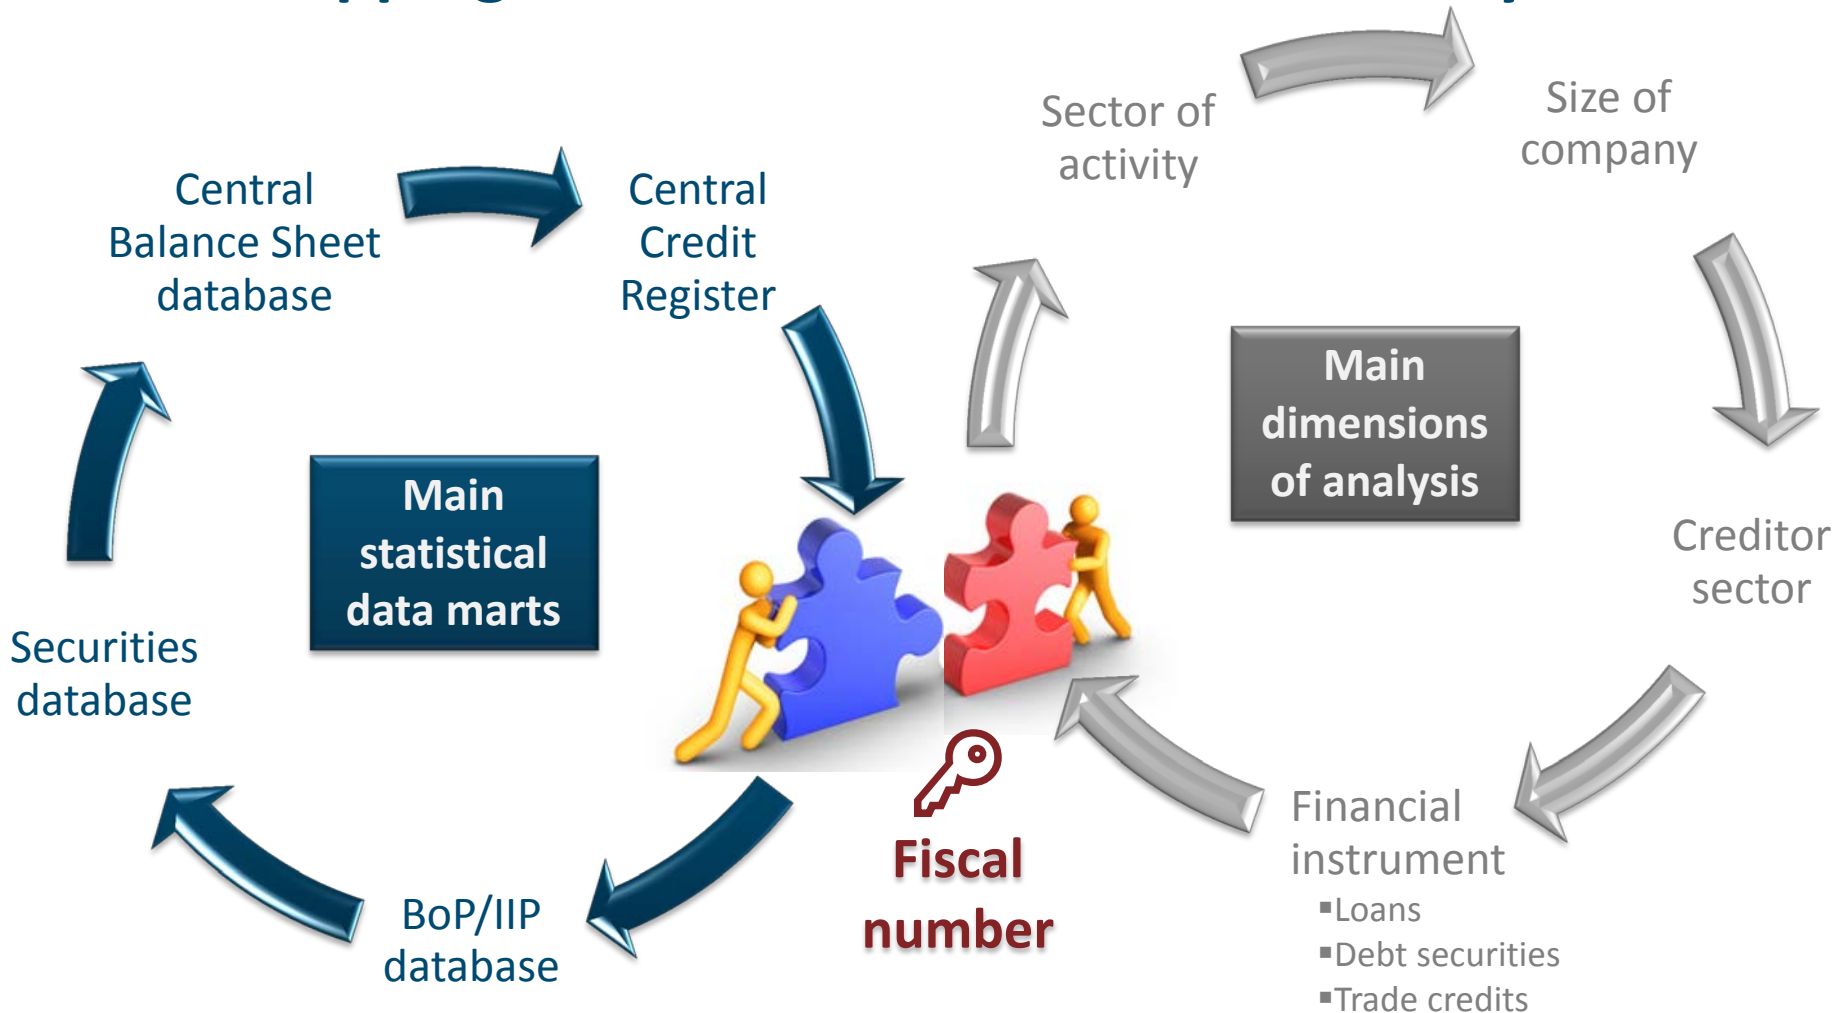 Central
Balance Sheet
database
Central
Credit
Register
Main
statistical
data marts
Securities
database
BoP/IIP
database
Fiscal
number
Sector of
activity
Size of
company
Main
dimensions
of analysis
Creditor
sector
Financial
instrument
▪Loans
▪Debt securities
▪Trade credits